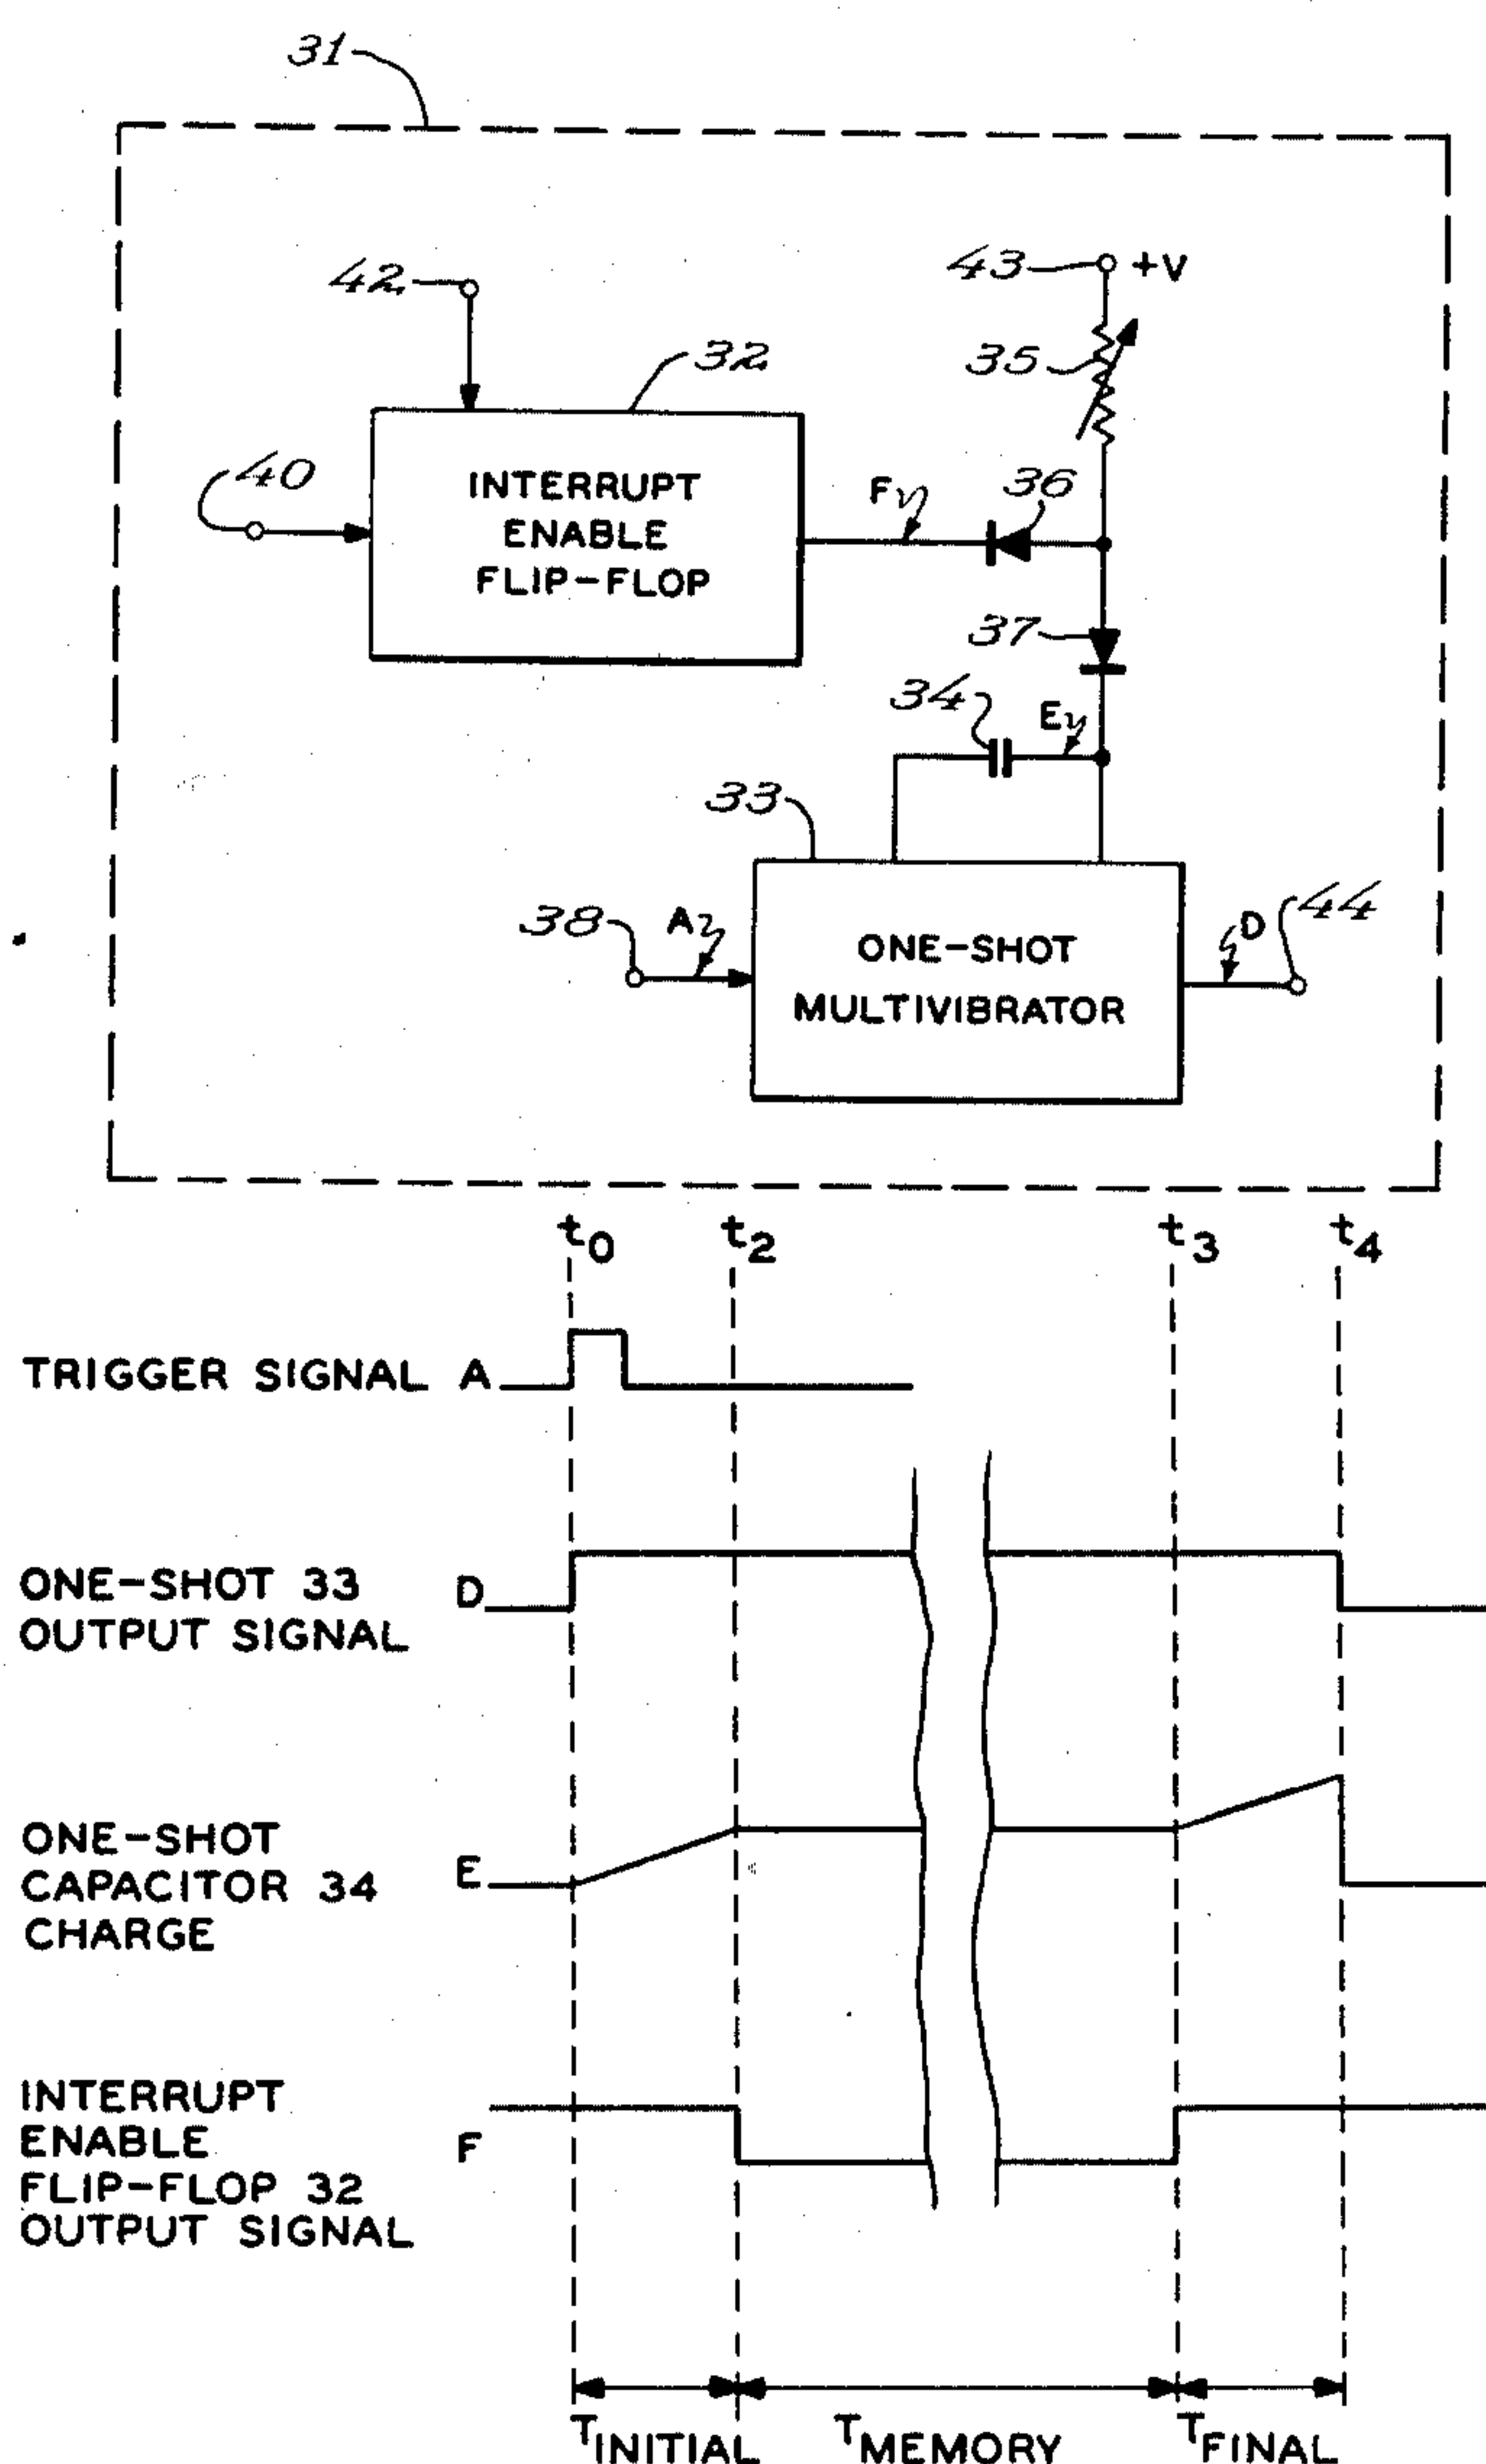 31
42
43 +V
32
35
40
INTERRUPT
ENABLE
FLIP-FLOP
F
36
37
34
E
33
38
A
ONE-SHOT
MULTIVIBRATOR
D
44
t0 t2 t3 t4
TRIGGER SIGNAL A
ONE-SHOT 33
OUTPUT SIGNAL
D
ONE-SHOT
CAPACITOR 34
CHARGE
E
INTERRUPT
ENABLE
FLIP-FLOP 32
OUTPUT SIGNAL
F
TINITIAL TMEMORY TFINAL